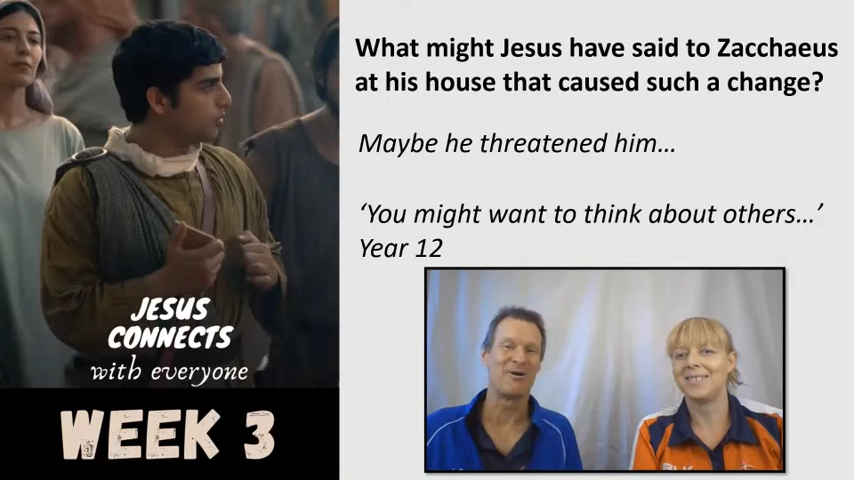 What might Jesus have said to Zacchaeus
at his house that caused such a change?
Maybe he threatened him...
‘You might want to think about others...’
Year 12
JESUS
CONNECTS
with everyone
WEEK 3